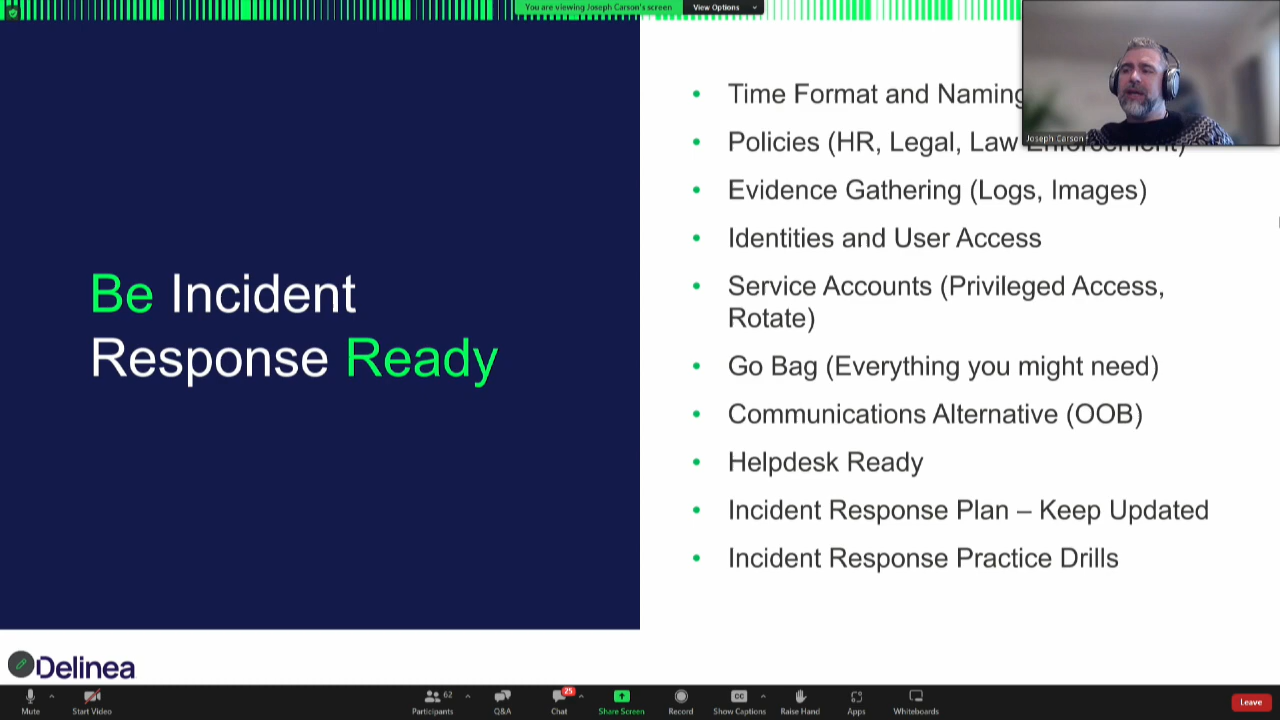 You are viewing Joseph Carson's screen
View Options
Time Format and Naming
Joseph Carson
Policies (HR, Legal, Law Enforcement)
Evidence Gathering (Logs, Images)
Identities and User Access
Service Accounts (Privileged Access,
Rotate)
Be Incident
Response Ready
Go Bag (Everything you might need)
Communications Alternative (OOB)
Helpdesk Ready
Incident Response Plan – Keep Updated
Incident Response Practice Drills
Delinea
Mute
Start Video
Participants
62
Q&A
Chat
25
Share Screen
Record
CC
Show Captions
Raise Hand
Apps
Whiteboards
Leave